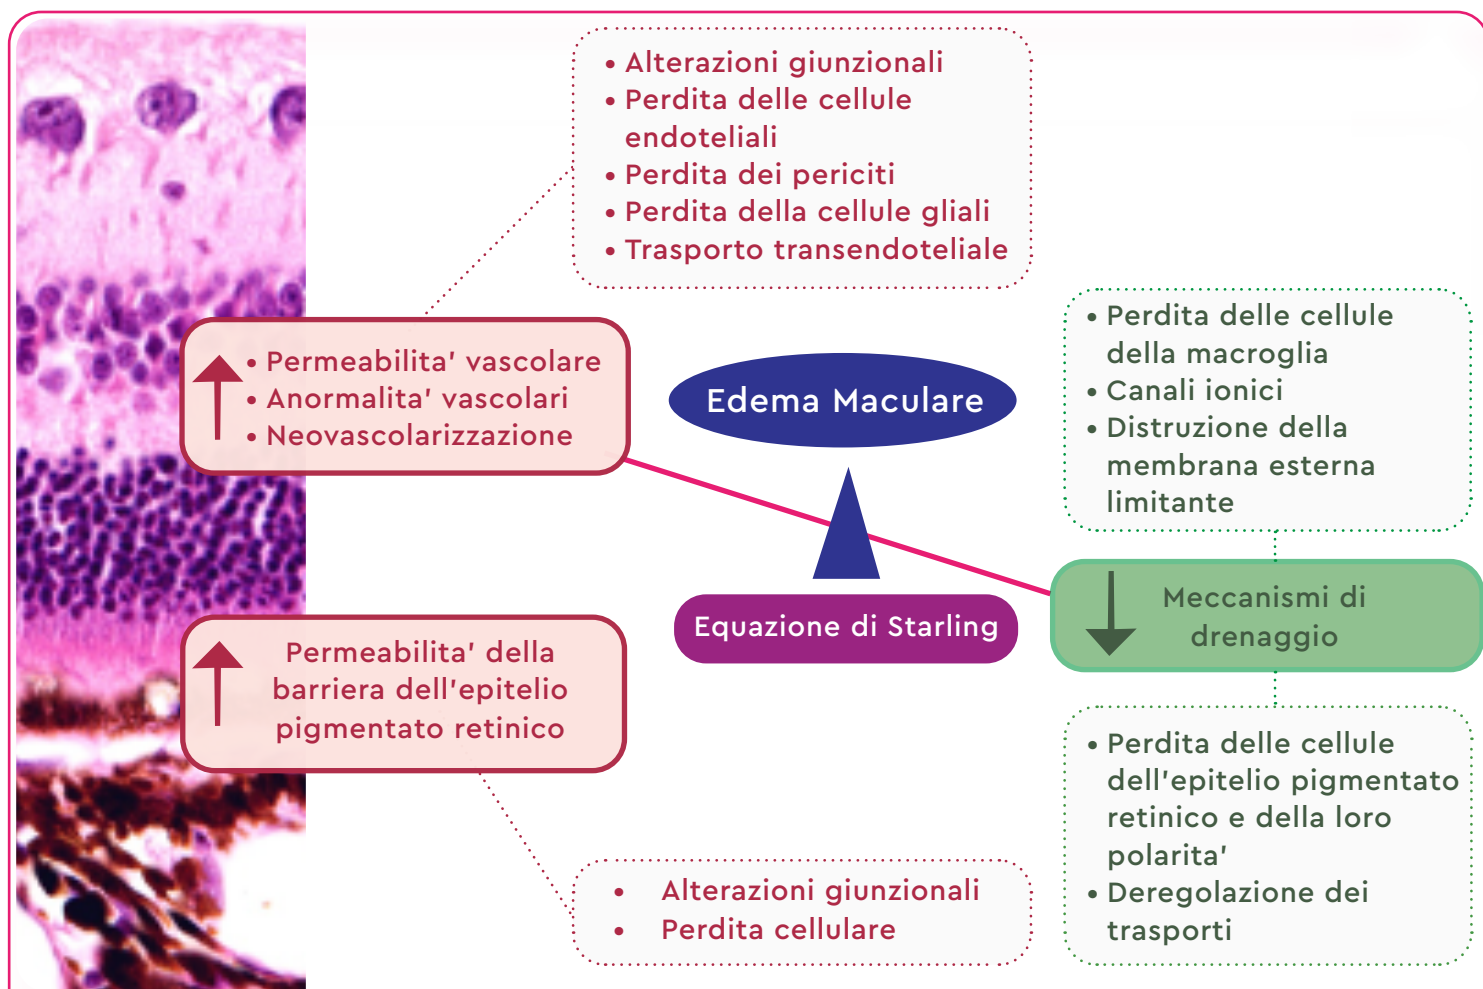 • Alterazioni giunzionali
• Perdita delle cellule
endoteliali
• Perdita dei periciti
• Perdita della cellule gliali
• Trasporto transendoteliale
• Permeabilita' vascolare
• Anormalita' vascolari
• Neovascolarizzazione
Edema Maculare
• Perdita delle cellule
della macroglia
• Canali ionici
• Distruzione della
membrana esterna
limitante
Equazione di Starling
Meccanismi di
drenaggio
Permeabilita' della
barriera dell'epitelio
pigmentato retinico
• Perdita delle cellule
dell'epitelio pigmentato
retinico e della loro
polarita'
• Deregolazione dei
trasporti
• Alterazioni giunzionali
• Perdita cellulare